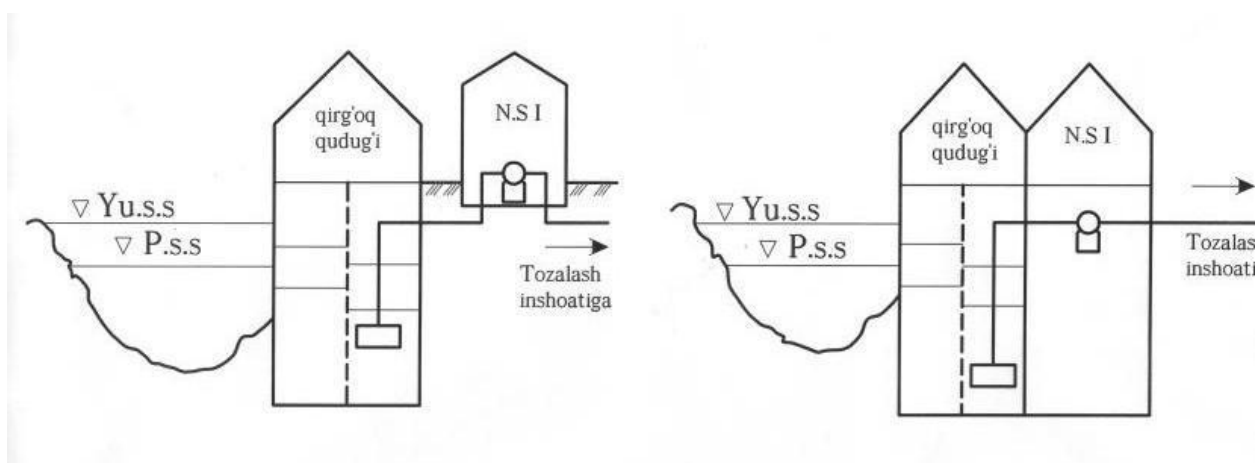 qirg'oq
qudug'i
N.S I
▽ Yu.s.s
▽ P.s.s
Tozalash
inshoatiga
qirg'oq
qudug'i
N.S I
▽ Yu.s.s
▽ P.s.s
Tozalas
inshoati